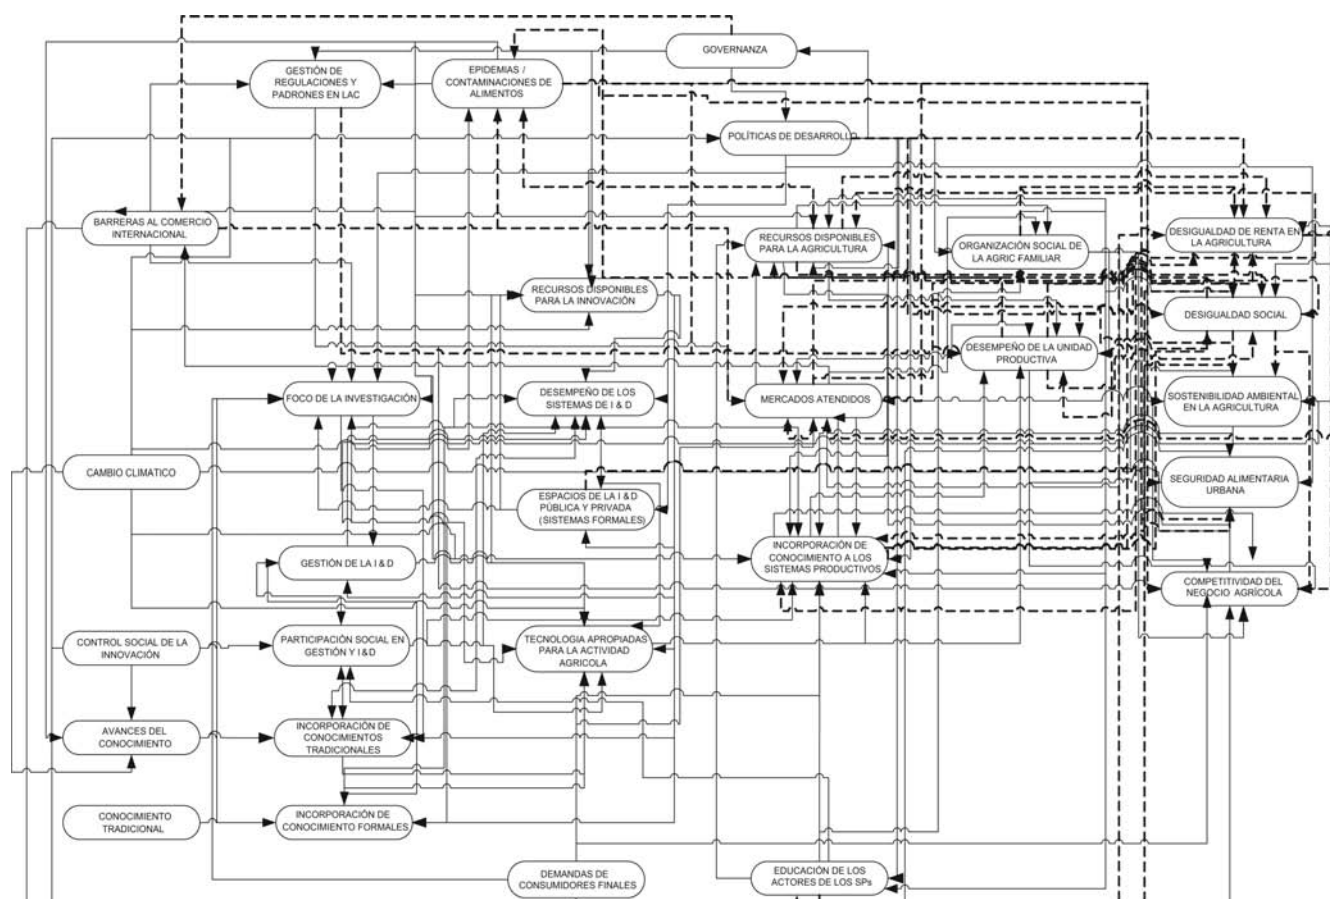 GOVERNANZA
GESTIÓN DE
REGULACIONES Y
PADRONES EN LAC
EPIDEMIAS /
CONTAMINACIONES DE
ALIMENTOS
POLÍTICAS DE DESARROLLO
BARRERAS AL COMERCIO
INTERNACIONAL
RECURSOS DISPONIBLES
PARA LA AGRICULTURA
ORGANIZACIÓN SOCIAL DE
LA AGRIC FAMILIAR
DESIGUALDAD DE RENTA EN
LA AGRICULTURA
RECURSOS DISPONIBLES
PARA LA INNOVACIÓN
DESIGUALDAD SOCIAL
DESEMPEÑO DE LA UNIDAD
PRODUCTIVA
FOCO DE LA INVESTIGACIÓN
DESEMPEÑO DE LOS
SISTEMAS DE I & D
MERCADOS ATENDIDOS
SOSTENIBILIDAD AMBIENTAL
EN LA AGRICULTURA
CAMBIO CLIMATICO
SEGURIDAD ALIMENTARIA
URBANA
ESPACIOS DE LA I & D
PÚBLICA Y PRIVADA
(SISTEMAS FORMALES)
GESTIÓN DE LA I & D
INCORPORACIÓN DE
CONOCIMIENTO A LOS
SISTEMAS PRODUCTIVOS
COMPETITIVIDAD DEL
NEGOCIO AGRÍCOLA
CONTROL SOCIAL DE LA
INNOVACIÓN
PARTICIPACIÓN SOCIAL EN
GESTIÓN Y I & D
TECNOLOGIA APROPIADAS
PARA LA ACTIVIDAD
AGRICOLA
AVANCES DEL
CONOCIMIENTO
INCORPORACIÓN DE
CONOCIMIENTOS
TRADICIONALES
CONOCIMIENTO
TRADICIONAL
INCORPORACIÓN DE
CONOCIMIENTO FORMALES
DEMANDAS DE
CONSUMIDORES FINALES
EDUCACIÓN DE LOS
ACTORES DE LOS SPs